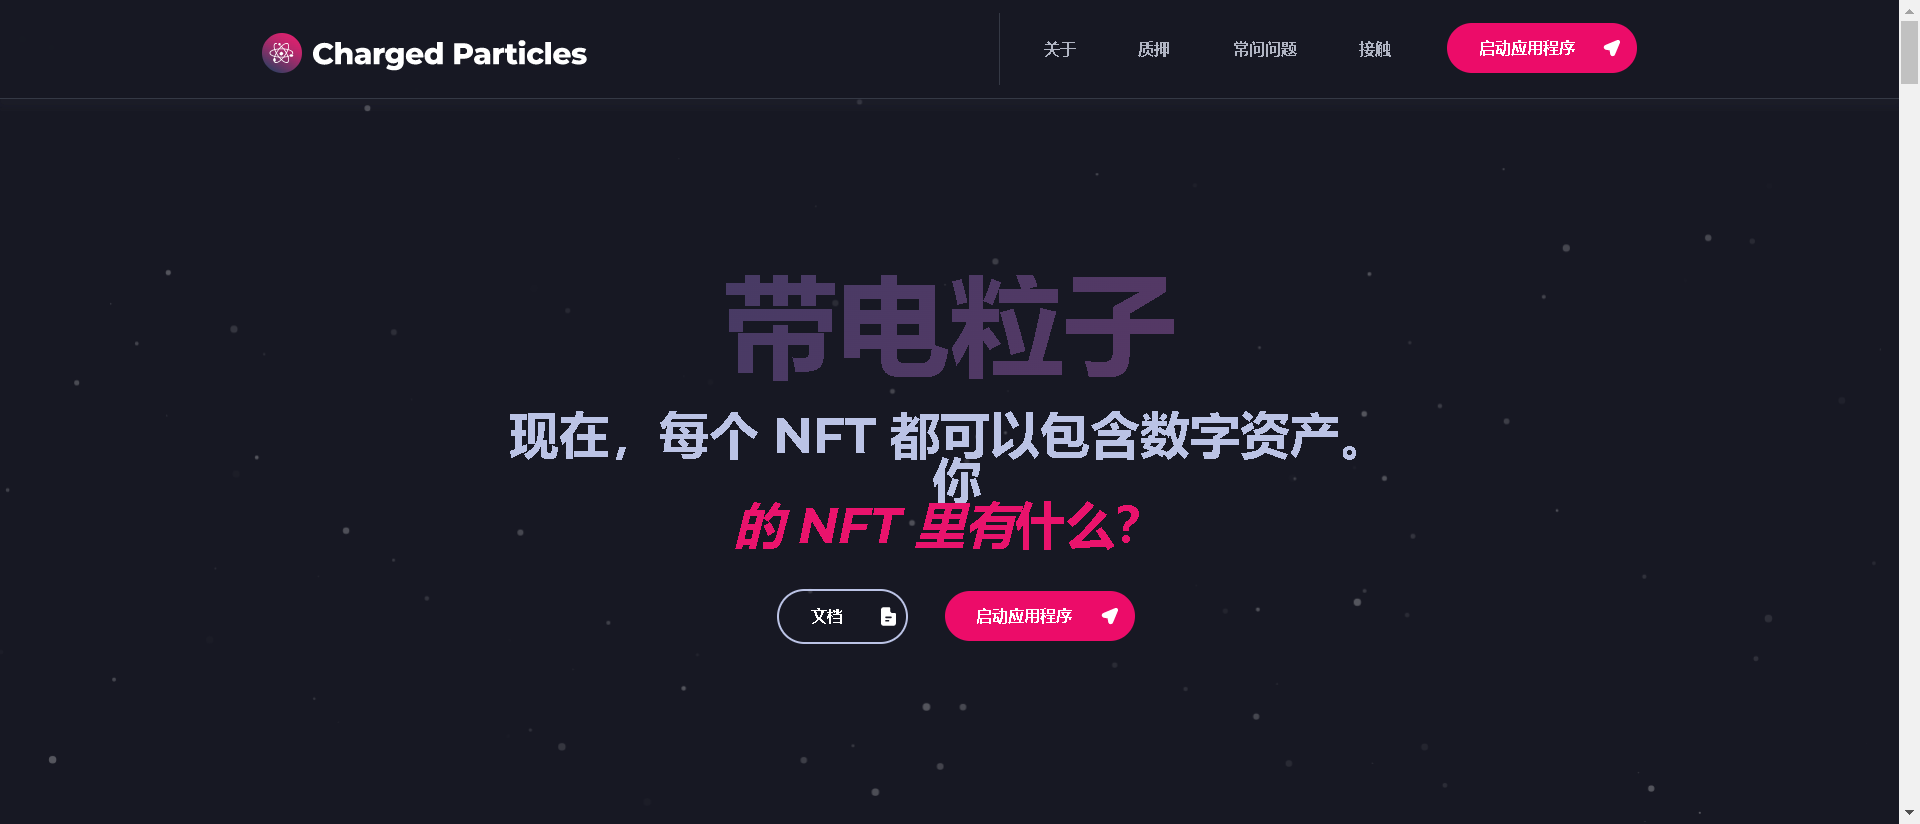 Charged Particles
关于
质押
常问问题
接触
启动应用程序
带电粒子
现在，每个 NFT 都可以包含数字资产。
你
的 NFT 里有什么？
文档
启动应用程序